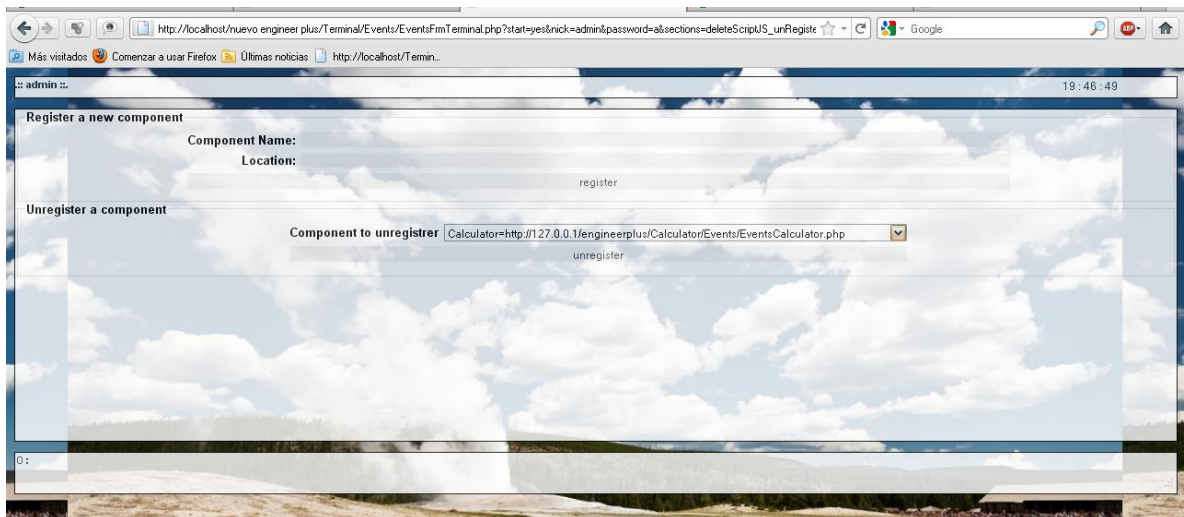 http://localhost/nuevo engineer plus/Terminal/Events/EventsFrmTerminal.php?start=yes&nick=admin&password=a&sections=deleteScriptJS_unRegiste
Google
ABP
Más visitados Comenzar a usar Firefox Últimas noticias http://localhost/Termin...
.:: admin ::.
19:46:49
Register a new component
Component Name:
Location:
register
Unregister a component
Component to unregistrer Calculator=http://127.0.0.1/engineerplus/Calculator/Events/EventsCalculator.php
unregister
0: